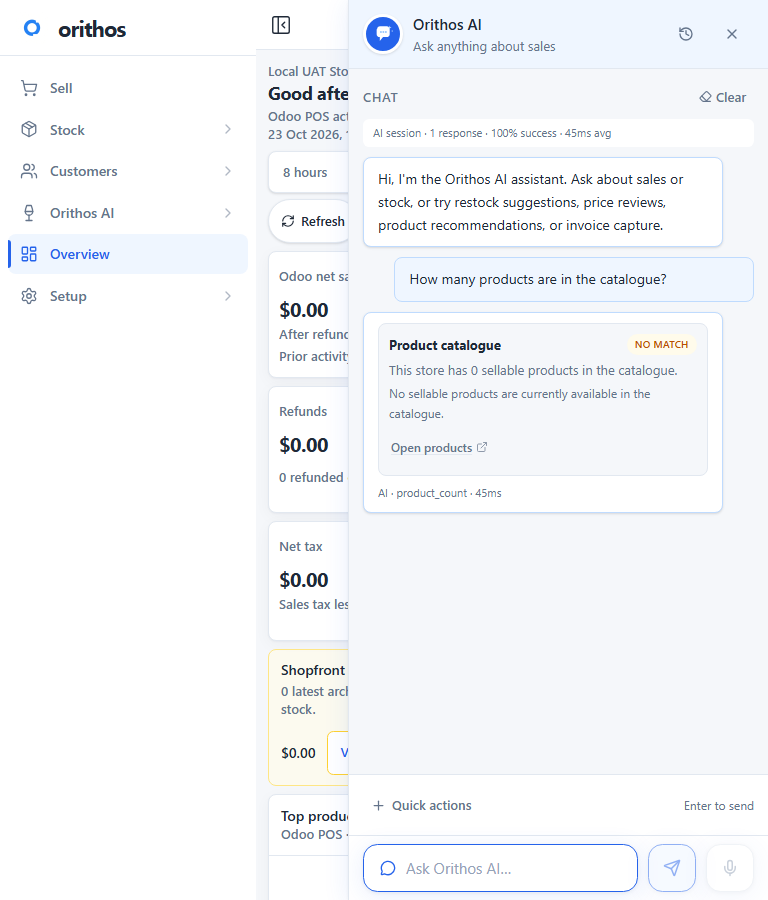 orithos
Sell
Stock
Customers
Orithos AI
Overview
Setup
Local UAT Sto
Good afte
Odoo POS act
23 Oct 2026,
8 hours
Refresh
Odoo net sa
$0.00
After refund
Prior activity
Refunds
$0.00
0 refunded
Net tax
$0.00
Sales tax les
Shopfront
0 latest arch
stock.
$0.00
V
Top produ
Odoo POS ·
Orithos AI
Ask anything about sales
CHAT
Clear
AI session · 1 response · 100% success · 45ms avg
Hi, I'm the Orithos AI assistant. Ask about sales or
stock, or try restock suggestions, price reviews,
product recommendations, or invoice capture.
How many products are in the catalogue?
Product catalogue
NO MATCH
This store has 0 sellable products in the catalogue.
No sellable products are currently available in the
catalogue.
Open products
AI · product_count · 45ms
Quick actions
Enter to send
Ask Orithos AI...